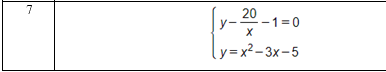 7
y − 20/x − 1 = 0
y = x² − 3x − 5